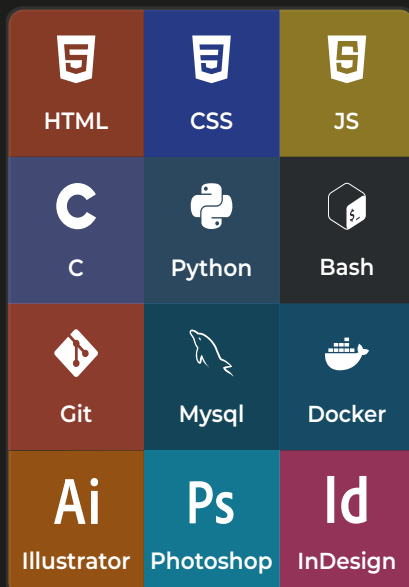 HTML CSS JS
C Python Bash
$_
Git Mysql Docker
Ai Ps Id
Illustrator Photoshop InDesign